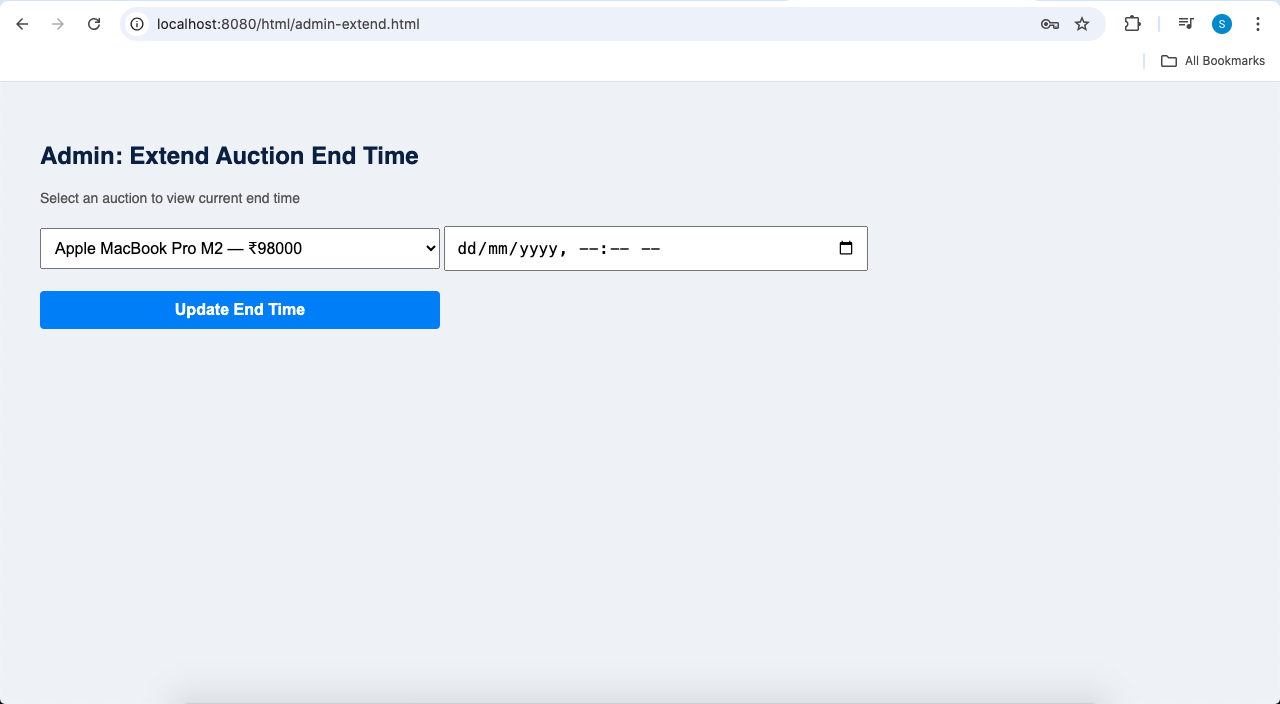 localhost:8080/html/admin-extend.html
S
All Bookmarks
Admin: Extend Auction End Time
Select an auction to view current end time
Apple MacBook Pro M2 — ₹98000
dd/mm/yyyy, --:-- --
Update End Time